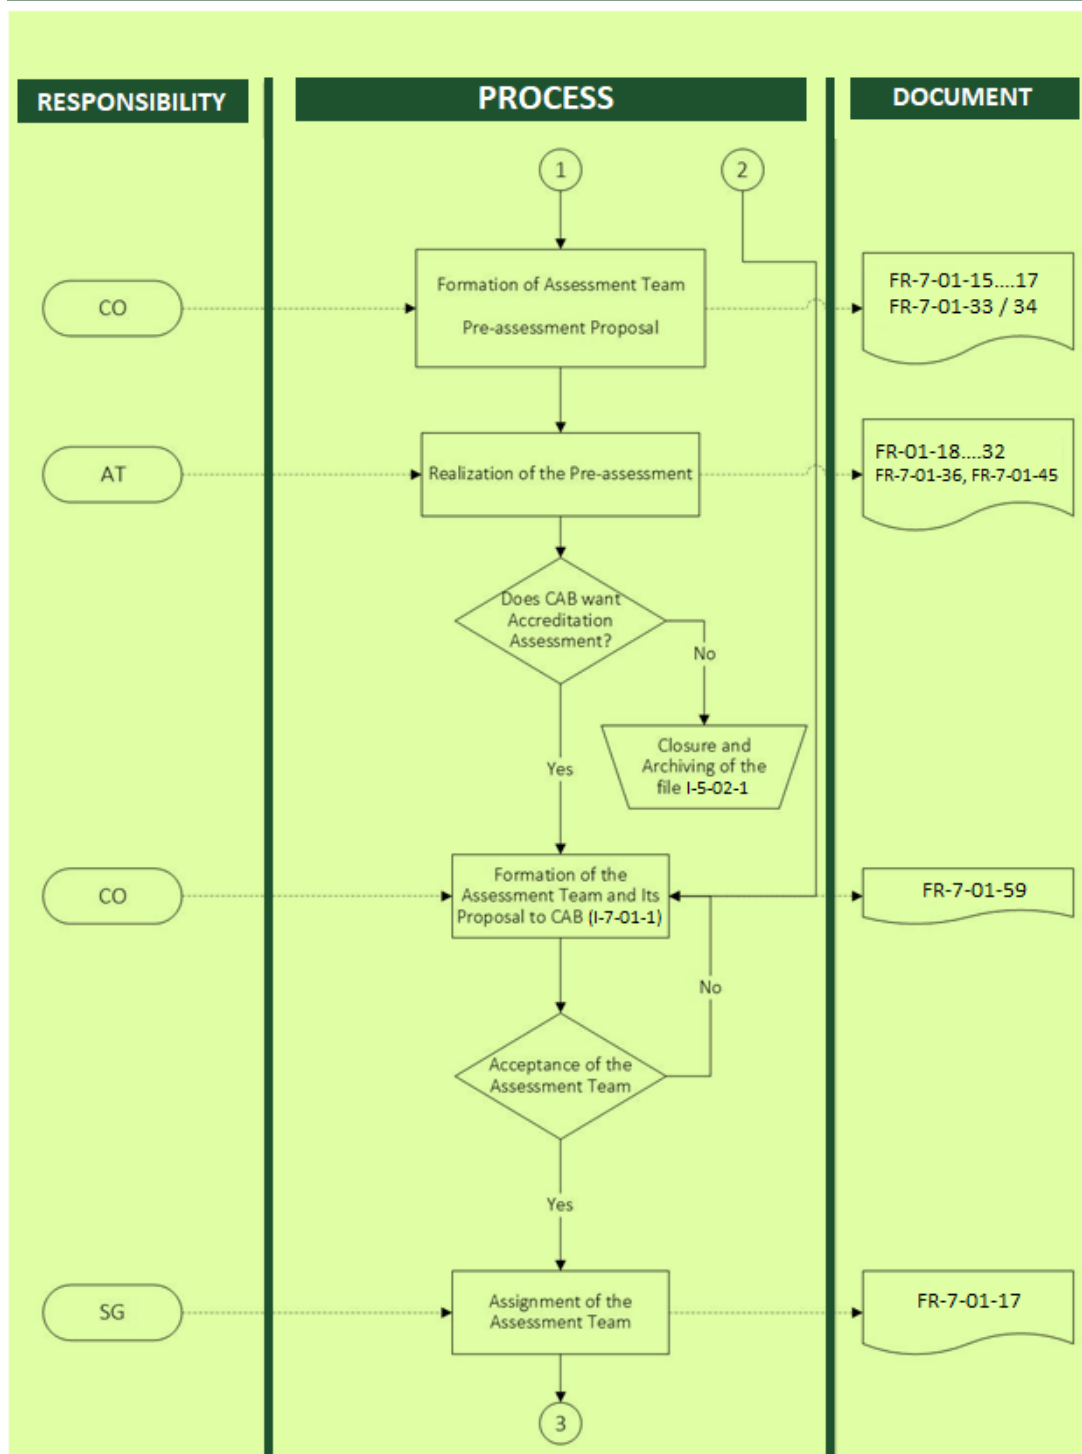 RESPONSIBILITY
PROCESS
DOCUMENT
1
2
CO
Formation of Assessment Team
Pre-assessment Proposal
FR-7-01-15....17
FR-7-01-33 / 34
AT
Realization of the Pre-assessment
FR-01-18....32
FR-7-01-36, FR-7-01-45
Does CAB want
Accreditation
Assessment?
No
Closure and
Archiving of the
file I-5-02-1
Yes
CO
Formation of the
Assessment Team and Its
Proposal to CAB (I-7-01-1)
FR-7-01-59
No
Acceptance of the
Assessment Team
Yes
SG
Assignment of the
Assessment Team
FR-7-01-17
3